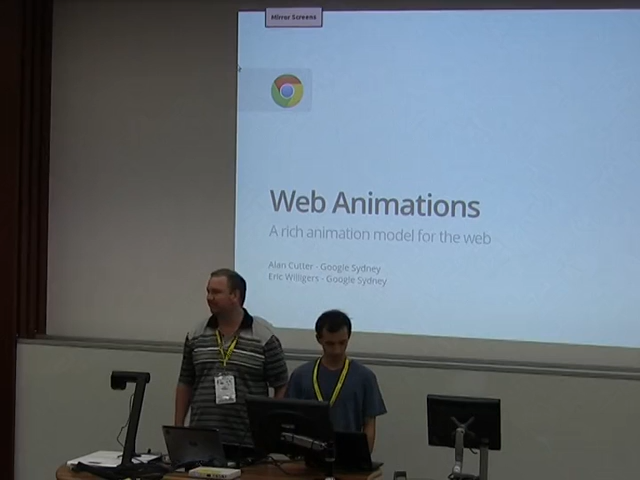 Mirror Screens
Web Animations
A rich animation model for the web
Alan Cutter - Google Sydney
Eric Willigers - Google Sydney